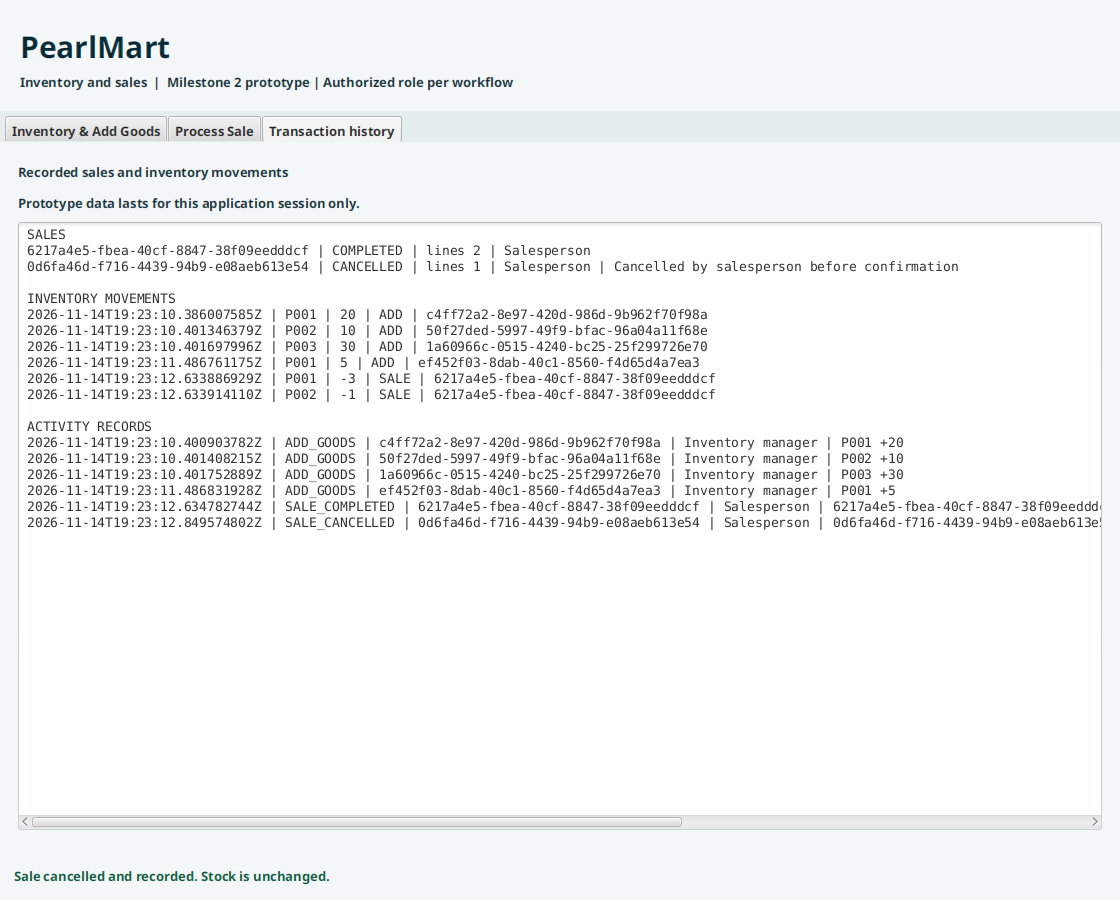 PearlMart
Inventory and sales | Milestone 2 prototype | Authorized role per workflow
Inventory & Add Goods
Process Sale
Transaction history
Recorded sales and inventory movements
Prototype data lasts for this application session only.
SALES
6217a4e5-fbea-40cf-8847-38f09eedddcf | COMPLETED | lines 2 | Salesperson
0d6fa46d-f716-4439-94b9-e08aeb613e54 | CANCELLED | lines 1 | Salesperson | Cancelled by salesperson before confirmation
INVENTORY MOVEMENTS
2026-11-14T19:23:10.386007585Z | P001 | 20 | ADD | c4ff72a2-8e97-420d-986d-9b962f70f98a
2026-11-14T19:23:10.401346379Z | P002 | 10 | ADD | 50f27ded-5997-49f9-bfac-96a04a11f68e
2026-11-14T19:23:10.401697996Z | P003 | 30 | ADD | 1a60966c-0515-4240-bc25-25f299726e70
2026-11-14T19:23:11.486761175Z | P001 | 5 | ADD | ef452f03-8dab-40c1-8560-f4d65d4a7ea3
2026-11-14T19:23:12.633886929Z | P001 | -3 | SALE | 6217a4e5-fbea-40cf-8847-38f09eedddcf
2026-11-14T19:23:12.633914110Z | P002 | -1 | SALE | 6217a4e5-fbea-40cf-8847-38f09eedddcf
ACTIVITY RECORDS
2026-11-14T19:23:10.400903782Z | ADD_GOODS | c4ff72a2-8e97-420d-986d-9b962f70f98a | Inventory manager | P001 +20
2026-11-14T19:23:10.401408215Z | ADD_GOODS | 50f27ded-5997-49f9-bfac-96a04a11f68e | Inventory manager | P002 +10
2026-11-14T19:23:10.401752889Z | ADD_GOODS | 1a60966c-0515-4240-bc25-25f299726e70 | Inventory manager | P003 +30
2026-11-14T19:23:11.486831928Z | ADD_GOODS | ef452f03-8dab-40c1-8560-f4d65d4a7ea3 | Inventory manager | P001 +5
2026-11-14T19:23:12.634782744Z | SALE_COMPLETED | 6217a4e5-fbea-40cf-8847-38f09eedddcf | Salesperson | 6217a4e5-fbea-40cf-8847-38f09eeddd
2026-11-14T19:23:12.849574802Z | SALE_CANCELLED | 0d6fa46d-f716-4439-94b9-e08aeb613e54 | Salesperson | 0d6fa46d-f716-4439-94b9-e08aeb613e
Sale cancelled and recorded. Stock is unchanged.